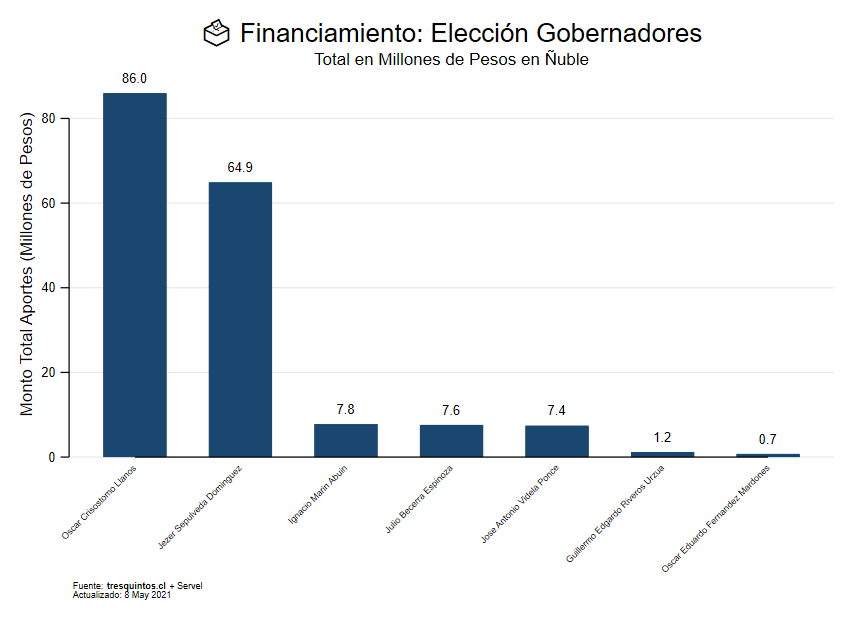 Financiamiento: Elección Gobernadores
Total en Millones de Pesos en Ñuble
Monto Total Aportes (Millones de Pesos)
80
60
40
20
0
86.0
64.9
7.8
7.6
7.4
1.2
0.7
Oscar Crisostomo Llanos
Jezer Sepulveda Dominguez
Ignacio Marin Abuin
Julio Becerra Espinoza
Jose Antonio Videla Ponce
Guillermo Edgardo Riveros Urzua
Oscar Eduardo Fernandez Mardones
Fuente: tresquintos.cl + Servel
Actualizado: 8 May 2021